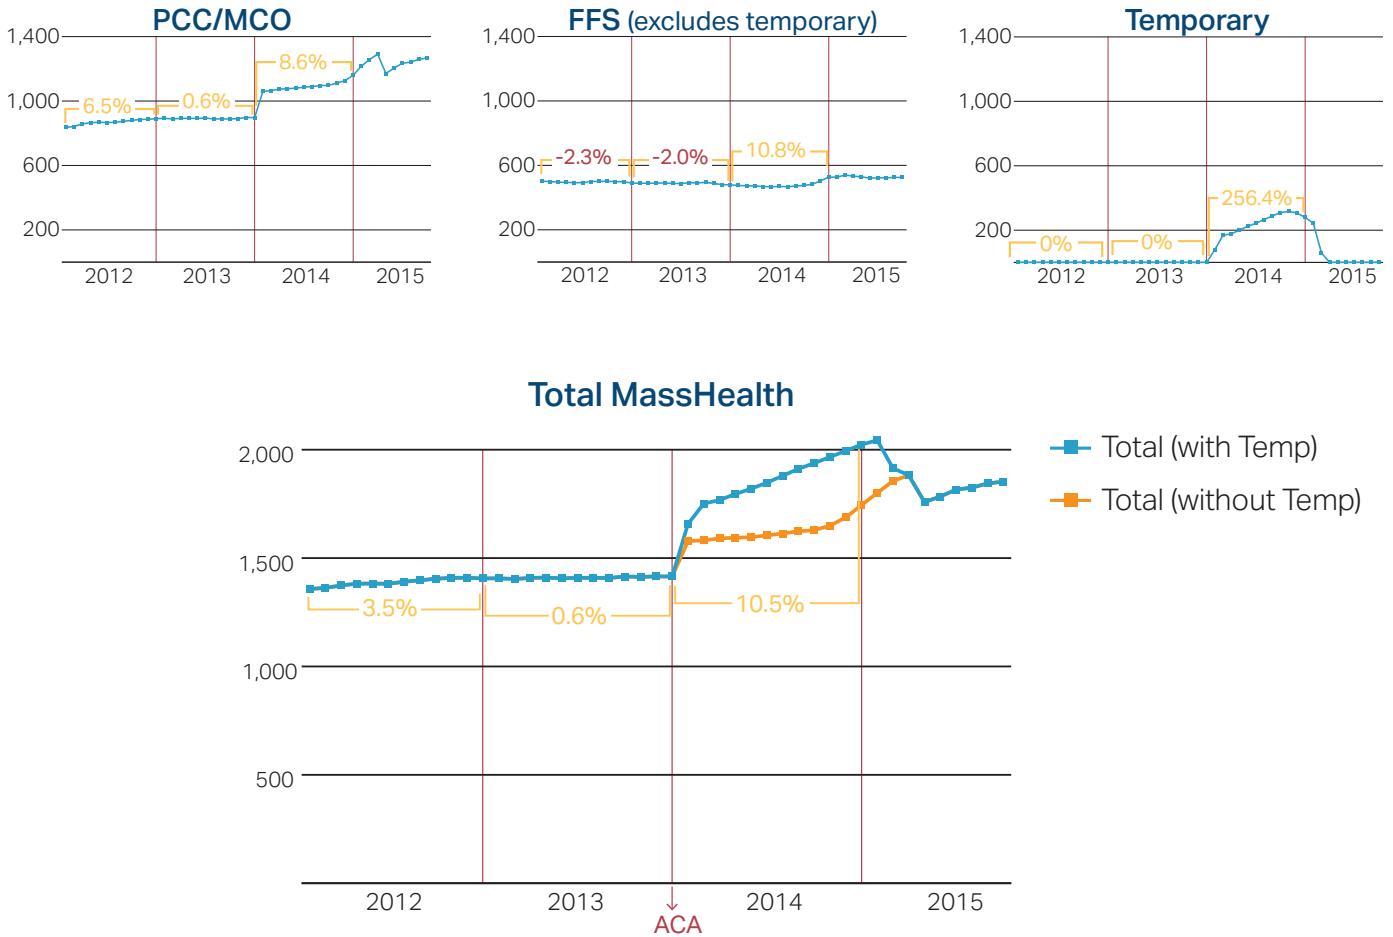 PCC/MCO
1,400
1,000
600
200
6.5%
0.6%
8.6%
2012 2013 2014 2015
FFS (excludes temporary)
1,400
1,000
600
200
-2.3%
-2.0%
10.8%
2012 2013 2014 2015
Temporary
1,400
1,000
600
200
0%
0%
256.4%
2012 2013 2014 2015
Total MassHealth
2,000
1,500
1,000
500
3.5%
0.6%
10.5%
2012 2013 2014 2015
ACA
Total (with Temp)
Total (without Temp)